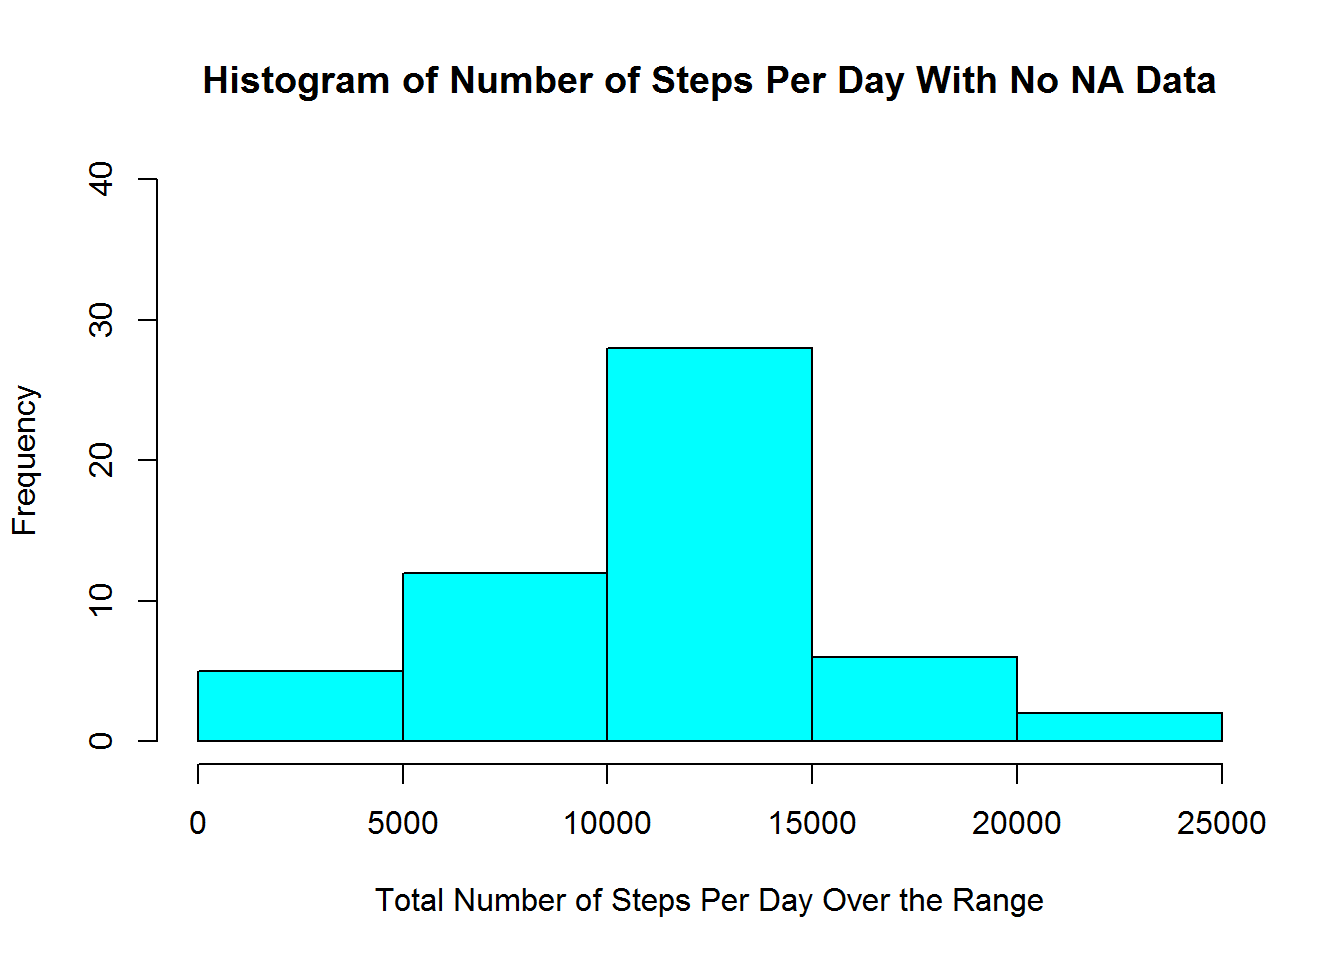 Histogram of Number of Steps Per Day With No NA Data
40
30
20
10
0
Frequency
0 5000 10000 15000 20000 25000
Total Number of Steps Per Day Over the Range